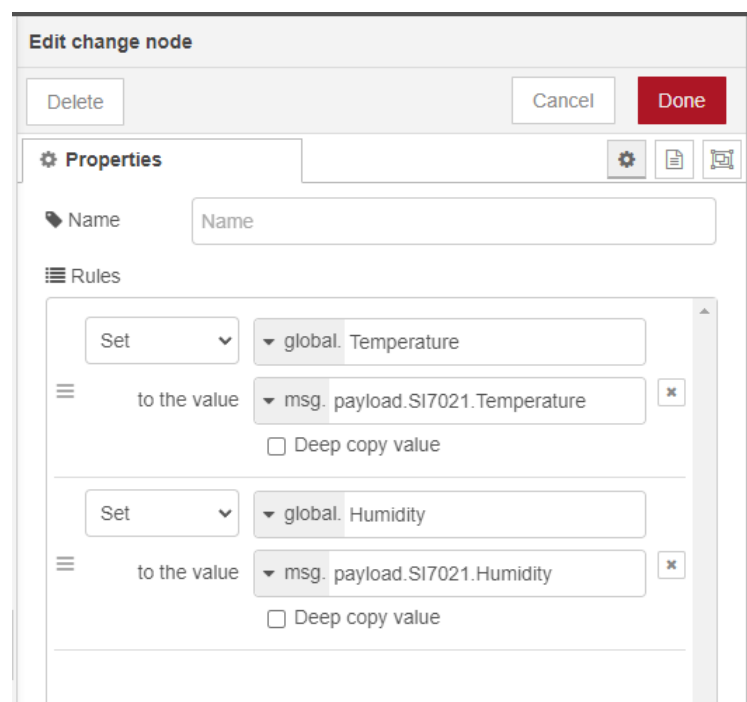 Edit change node
Delete
Cancel
Done
Properties
Name
Name
Rules
Set
global. Temperature
to the value
msg. payload.SI7021.Temperature
Deep copy value
Set
global. Humidity
to the value
msg. payload.SI7021.Humidity
Deep copy value